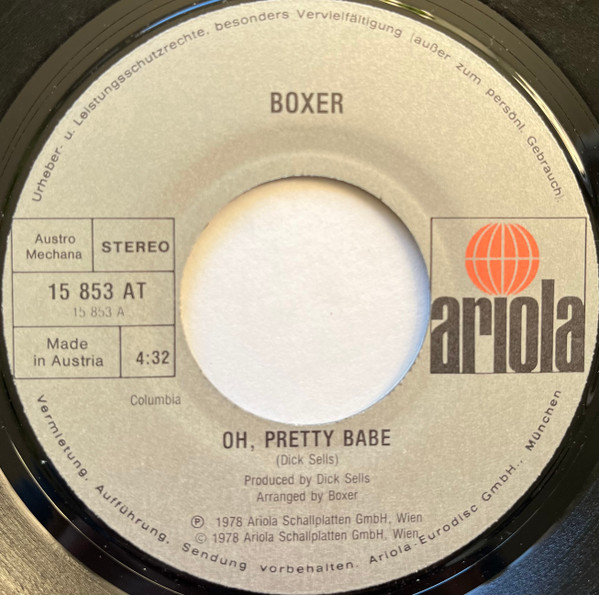 Urheber- u. Leistungsschutzrechte, besonders Vervielfältigung (außer zum persönl. Gebrauch),
BOXER
Austro
Mechana
STEREO
15 853 AT
15 853 A
Made
in Austria
4:32
ariola
Columbia
OH, PRETTY BABE
(Dick Sells)
Produced by Dick Sells
Arranged by Boxer
Ⓟ 1978 Ariola Schallplatten GmbH, Wien
© 1978 Ariola Schallplatten GmbH, Wien
Vermietung, Aufführung, Sendung vorbehalten. Ariola-Eurodisc GmbH., München